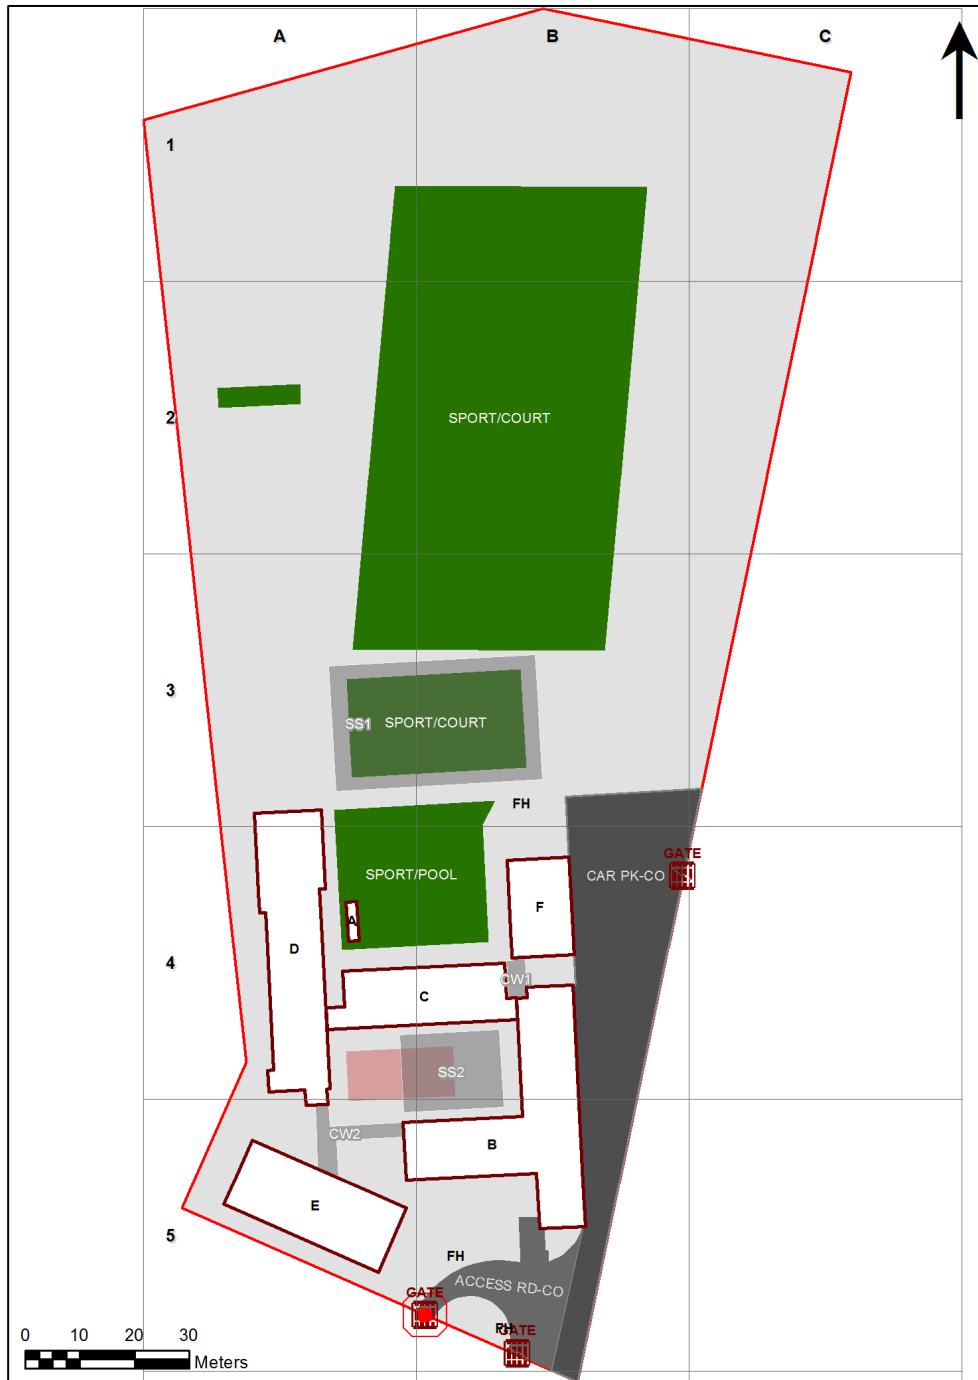 A
B
C
1
2
SPORT/COURT
3
SS1
SPORT/COURT
FH
GATE
SPORT/POOL
CAR PK-CO
A
F
D
4
CW1
C
SS2
CW2
B
E
5
FH
ACCESS RD-CO
GATE
FH
GATE
0 10 20 30
Meters